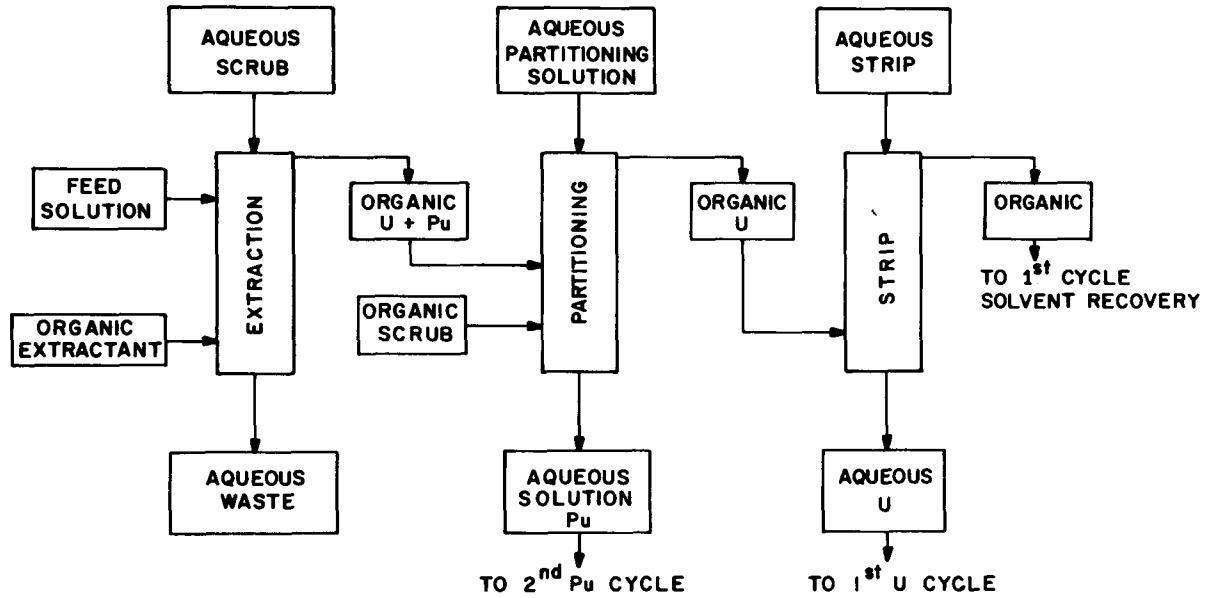 AQUEOUS
SCRUB
AQUEOUS
PARTITIONING
SOLUTION
AQUEOUS
STRIP
FEED
SOLUTION
ORGANIC
EXTRACTANT
EXTRACTION
ORGANIC
U + Pu
ORGANIC
SCRUB
PARTITIONING
ORGANIC
U
STRIP
ORGANIC
TO 1st CYCLE
SOLVENT RECOVERY
AQUEOUS
WASTE
AQUEOUS
SOLUTION
Pu
TO 2nd Pu CYCLE
AQUEOUS
U
TO 1st U CYCLE